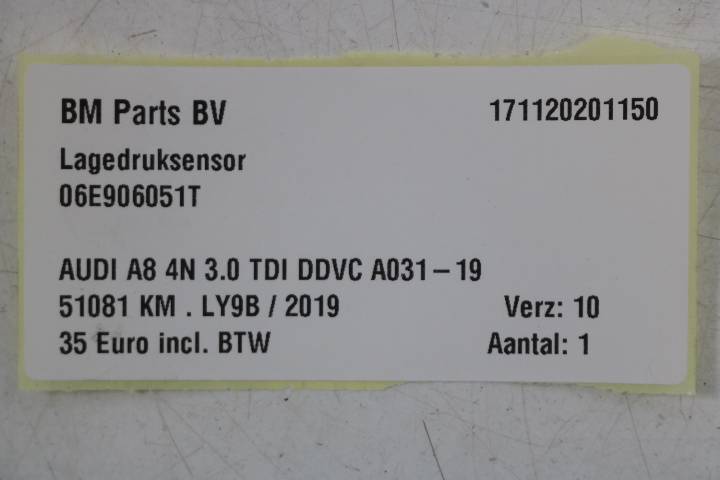 BM Parts BV 171120201150
Lagedruksensor
06E906051T
AUDI A8 4N 3.0 TDI DDVC A031-19
51081 KM . LY9B / 2019 Verz: 10
35 Euro incl. BTW Aantal: 1